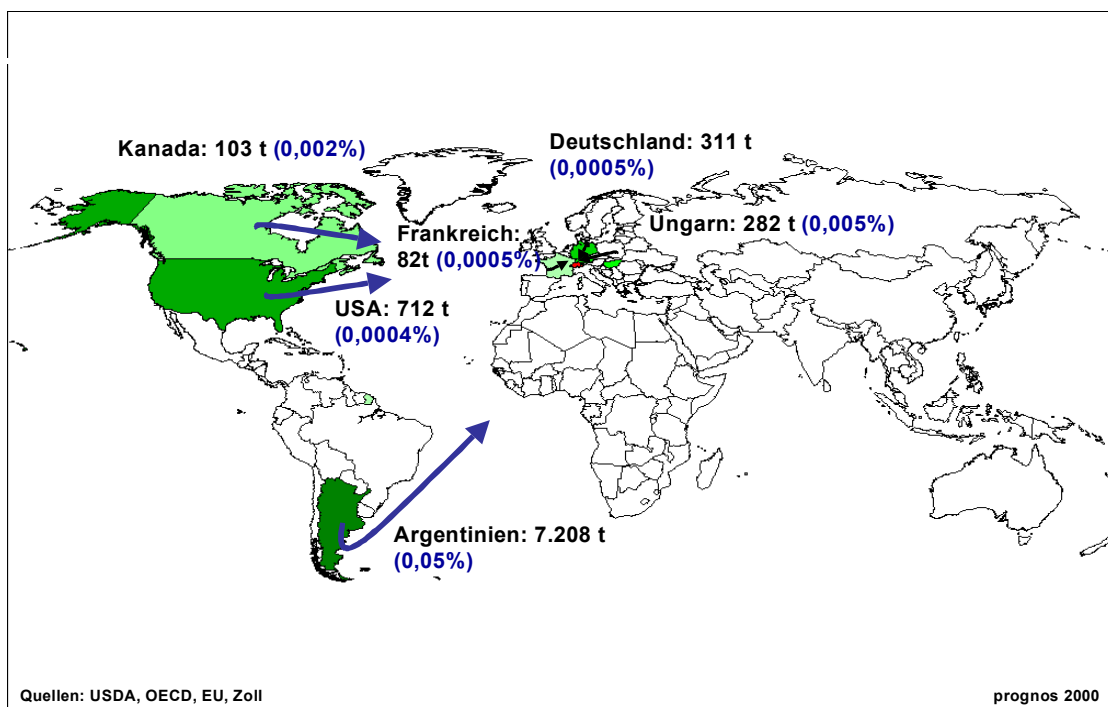 Kanada: 103 t (0,002%)
Deutschland: 311 t
(0,0005%)
Ungarn: 282 t (0,005%)
Frankreich:
82t (0,0005%)
USA: 712 t
(0,0004%)
Argentinien: 7.208 t
(0,05%)
Quellen: USDA, OECD, EU, Zoll
prognos 2000